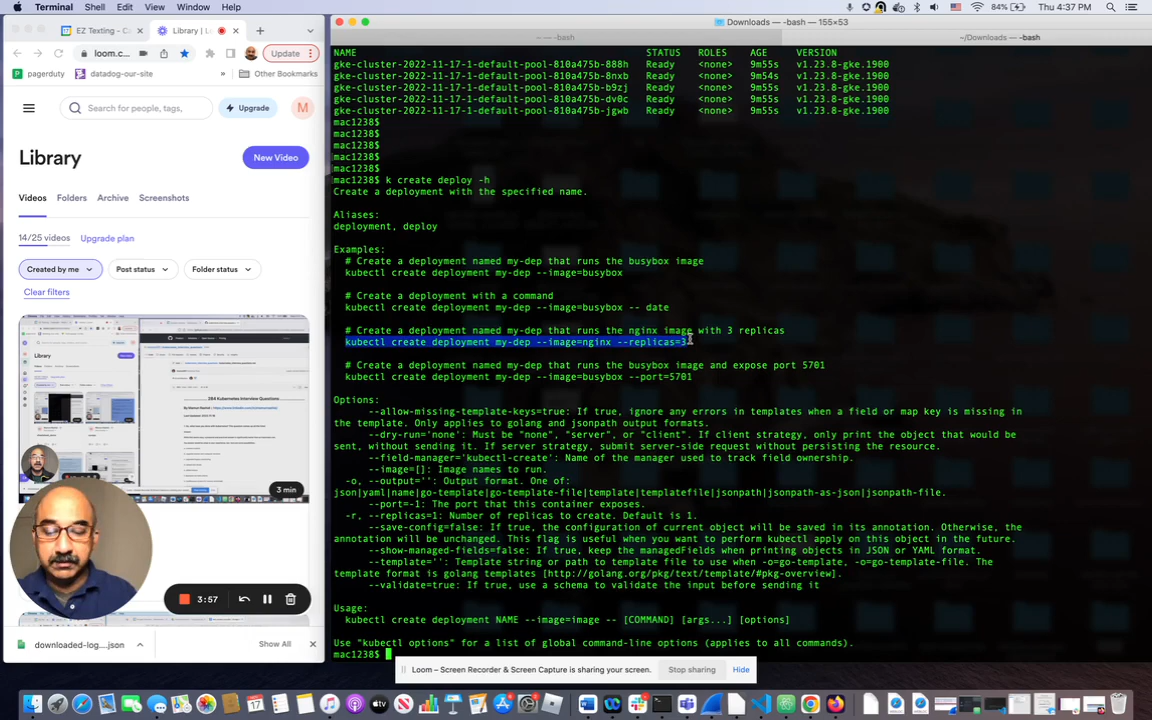 Terminal Shell Edit View Window Help
84% Thu 4:37 PM
EZ Texting - C
Library |
loom.c...
Update
pagerduty
datadog-our-site
Other Bookmarks
Search for people, tags,
Upgrade
M
Library
New Video
Videos Folders Archive Screenshots
14/25 videos Upgrade plan
Created by me
Post status
Folder status
Clear filters
Library
3 min
3:57
downloaded-log....json
Show All
Downloads — -bash — 155×53
~ — -bash
~/Downloads — -bash
NAME STATUS ROLES AGE VERSION
gke-cluster-2022-11-17-1-default-pool-810a475b-888h Ready <none> 9m55s v1.23.8-gke.1900
gke-cluster-2022-11-17-1-default-pool-810a475b-8nxb Ready <none> 9m54s v1.23.8-gke.1900
gke-cluster-2022-11-17-1-default-pool-810a475b-b9zj Ready <none> 9m55s v1.23.8-gke.1900
gke-cluster-2022-11-17-1-default-pool-810a475b-dv0c Ready <none> 9m55s v1.23.8-gke.1900
gke-cluster-2022-11-17-1-default-pool-810a475b-jgwb Ready <none> 9m55s v1.23.8-gke.1900
mac1238$
mac1238$
mac1238$
mac1238$
mac1238$
mac1238$ k create deploy -h
Create a deployment with the specified name.
Aliases:
deployment, deploy
Examples:
# Create a deployment named my-dep that runs the busybox image
kubectl create deployment my-dep --image=busybox
# Create a deployment with a command
kubectl create deployment my-dep --image=busybox -- date
# Create a deployment named my-dep that runs the nginx image with 3 replicas
kubectl create deployment my-dep --image=nginx --replicas=3
# Create a deployment named my-dep that runs the busybox image and expose port 5701
kubectl create deployment my-dep --image=busybox --port=5701
Options:
--allow-missing-template-keys=true: If true, ignore any errors in templates when a field or map key is missing in
the template. Only applies to golang and jsonpath output formats.
--dry-run='none': Must be "none", "server", or "client". If client strategy, only print the object that would be
sent, without sending it. If server strategy, submit server-side request without persisting the resource.
--field-manager='kubectl-create': Name of the manager used to track field ownership.
--image=[]: Image names to run.
-o, --output='': Output format. One of:
json|yaml|name|go-template|go-template-file|template|templatefile|jsonpath|jsonpath-as-json|jsonpath-file.
--port=-1: The port that this container exposes.
-r, --replicas=1: Number of replicas to create. Default is 1.
--save-config=false: If true, the configuration of current object will be saved in its annotation. Otherwise, the
annotation will be unchanged. This flag is useful when you want to perform kubectl apply on this object in the future.
--show-managed-fields=false: If true, keep the managedFields when printing objects in JSON or YAML format.
--template='': Template string or path to template file to use when -o=go-template, -o=go-template-file. The
template format is golang templates [http://golang.org/pkg/text/template/#pkg-overview].
--validate=true: If true, use a schema to validate the input before sending it
Usage:
kubectl create deployment NAME --image=image -- [COMMAND] [args...] [options]
Use "kubectl options" for a list of global command-line options (applies to all commands).
mac1238$
Loom – Screen Recorder & Screen Capture is sharing your screen.
Stop sharing
Hide